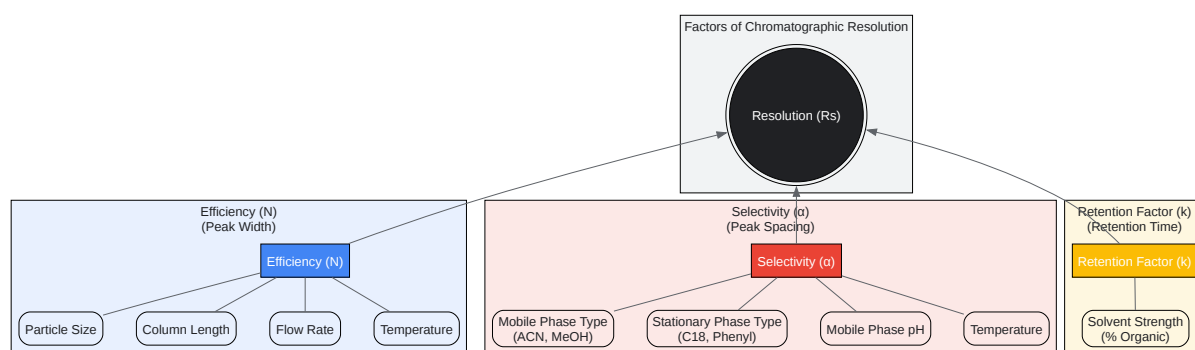 Factors of Chromatographic Resolution
Resolution (Rs)
Efficiency (N)
(Peak Width)
Efficiency (N)
Particle Size
Column Length
Flow Rate
Temperature
Selectivity (α)
(Peak Spacing)
Selectivity (α)
Mobile Phase Type
(ACN, MeOH)
Stationary Phase Type
(C18, Phenyl)
Mobile Phase pH
Temperature
Retention Factor (k)
(Retention Time)
Retention Factor (k)
Solvent Strength
(% Organic)